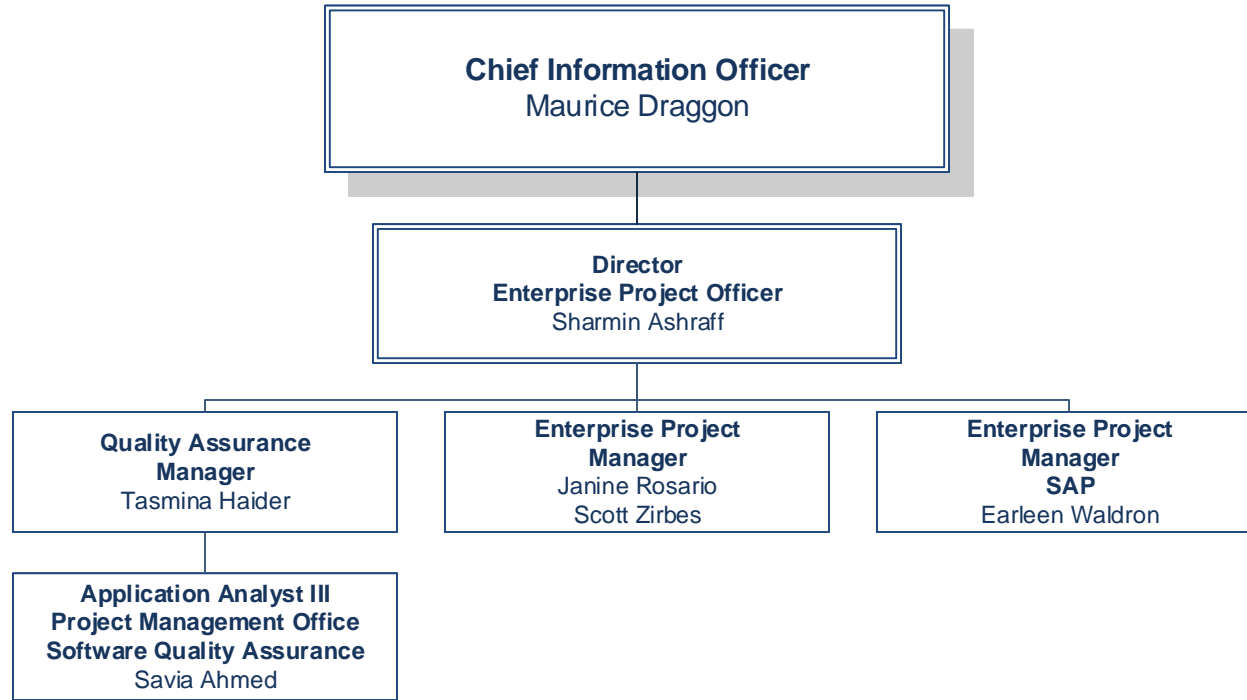 Chief Information Officer
Maurice Draggon
Director
Enterprise Project Officer
Sharmin Ashraff
Quality Assurance
Manager
Tasmina Haider
Enterprise Project
Manager
Janine Rosario
Scott Zirbes
Enterprise Project
Manager
SAP
Earleen Waldron
Application Analyst III
Project Management Office
Software Quality Assurance
Savia Ahmed